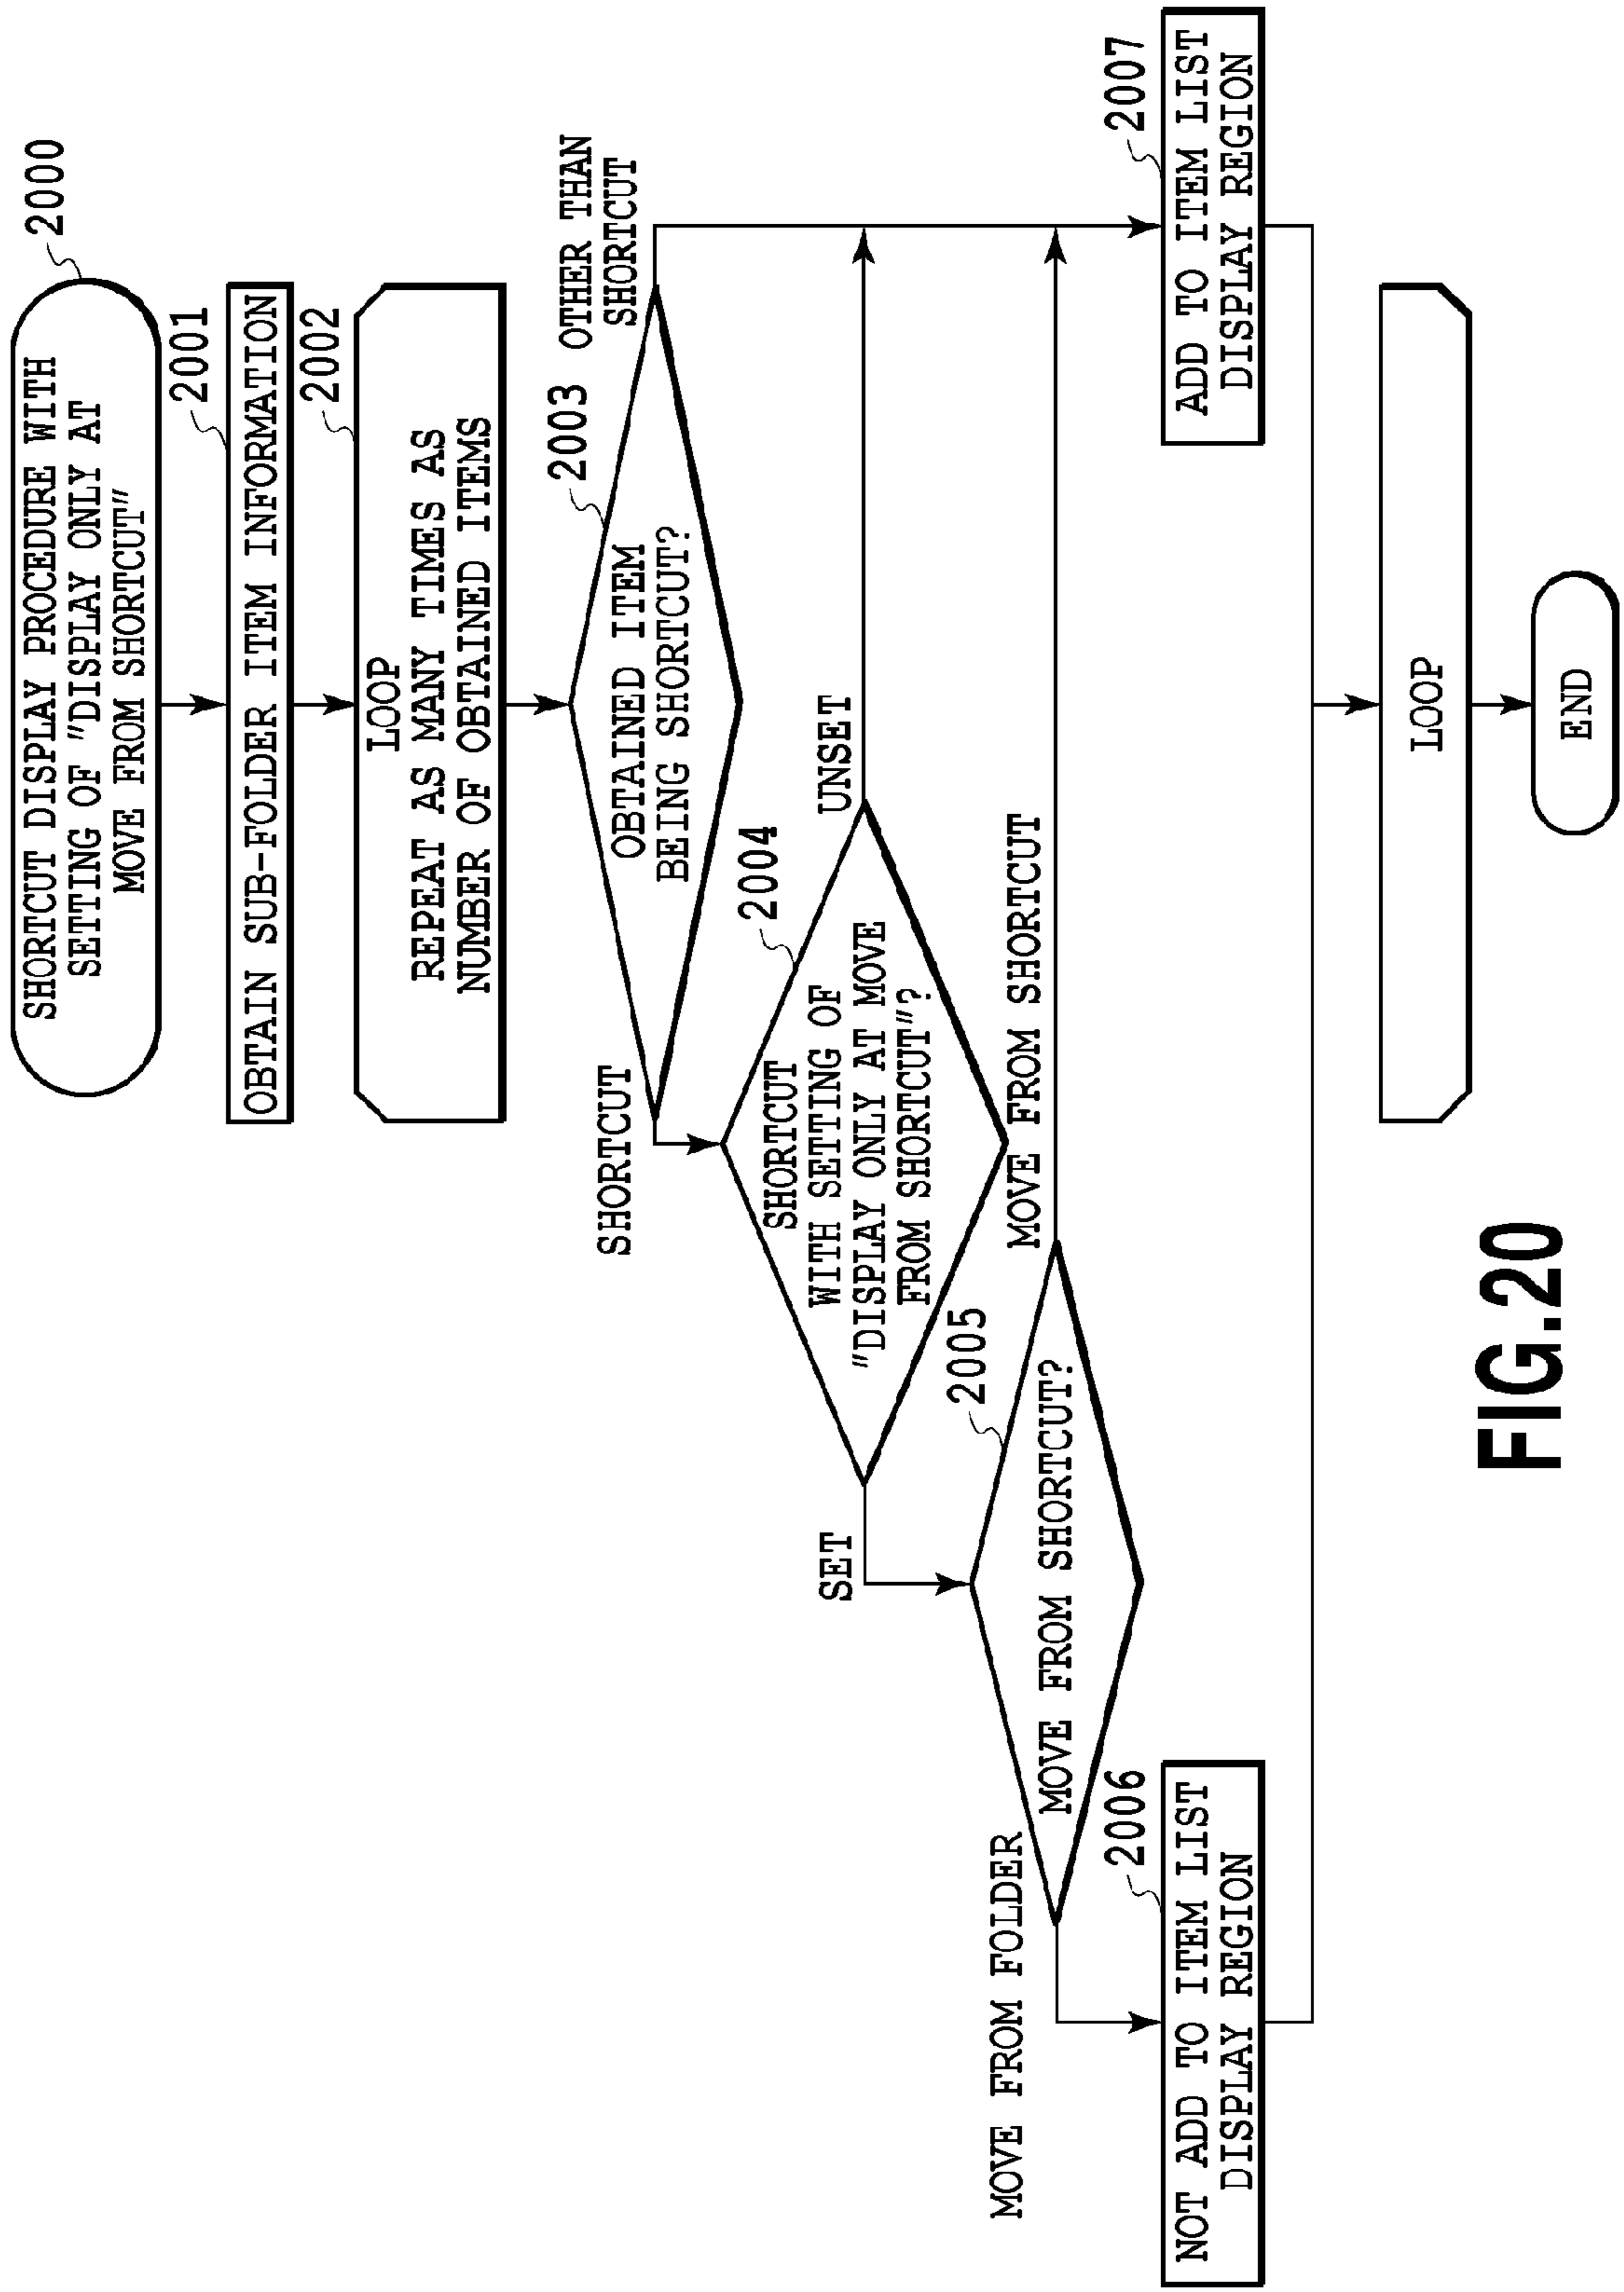 SHORTCUT DISPLAY PROCEDURE WITH
SETTING OF "DISPLAY ONLY AT
MOVE FROM SHORTCUT"
2000
OBTAIN SUB-FOLDER ITEM INFORMATION
2001
2002
LOOP
REPEAT AS MANY TIMES AS
NUMBER OF OBTAINED ITEMS
2003
OBTAINED ITEM
BEING SHORTCUT?
OTHER THAN
SHORTCUT
SHORTCUT
2004
SHORTCUT
WITH SETTING OF
"DISPLAY ONLY AT MOVE
FROM SHORTCUT"?
UNSET
SET
2005
MOVE FROM SHORTCUT?
MOVE FROM SHORTCUT
MOVE FROM FOLDER
2006
NOT ADD TO ITEM LIST
DISPLAY REGION
2007
ADD TO ITEM LIST
DISPLAY REGION
LOOP
END
FIG.20